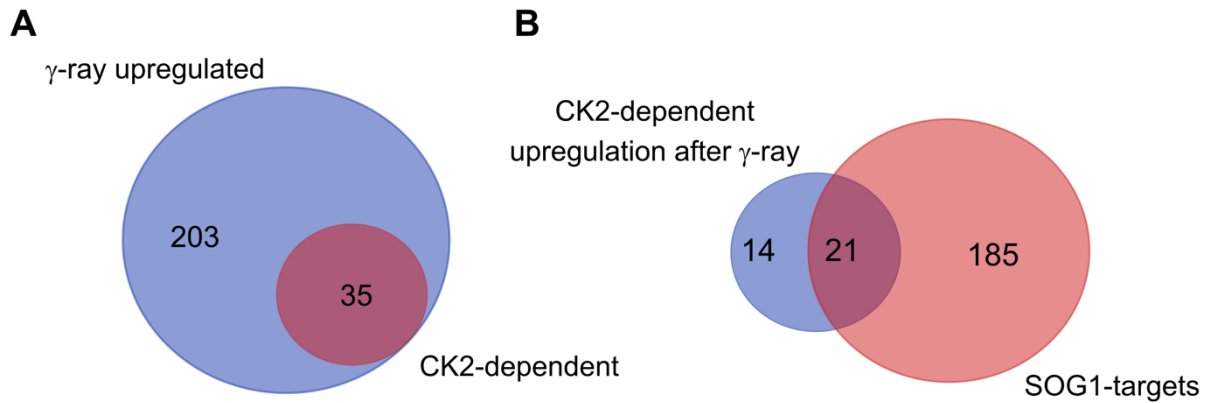 A
γ-ray upregulated
203
35
CK2-dependent
B
CK2-dependent
upregulation after γ-ray
14
21
185
SOG1-targets